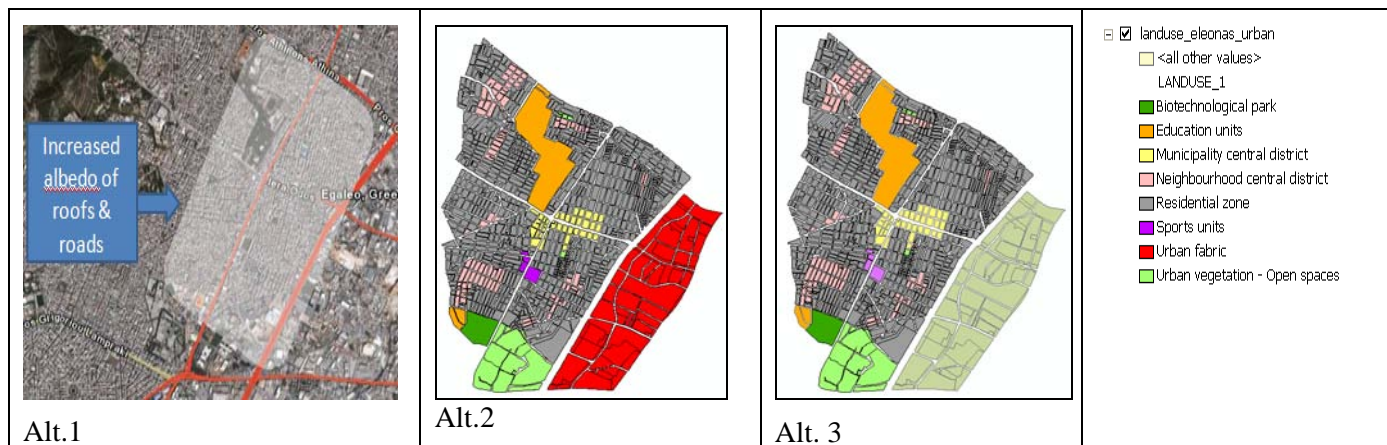 Increased
albedo of
roofs &
roads
Egaleo, Gree
Alt.1
Alt.2
Alt. 3
landuse_eleonas_urban
<all other values>
LANDUSE_1
Biotechnological park
Education units
Municipality central district
Neighbourhood central district
Residential zone
Sports units
Urban fabric
Urban vegetation - Open spaces